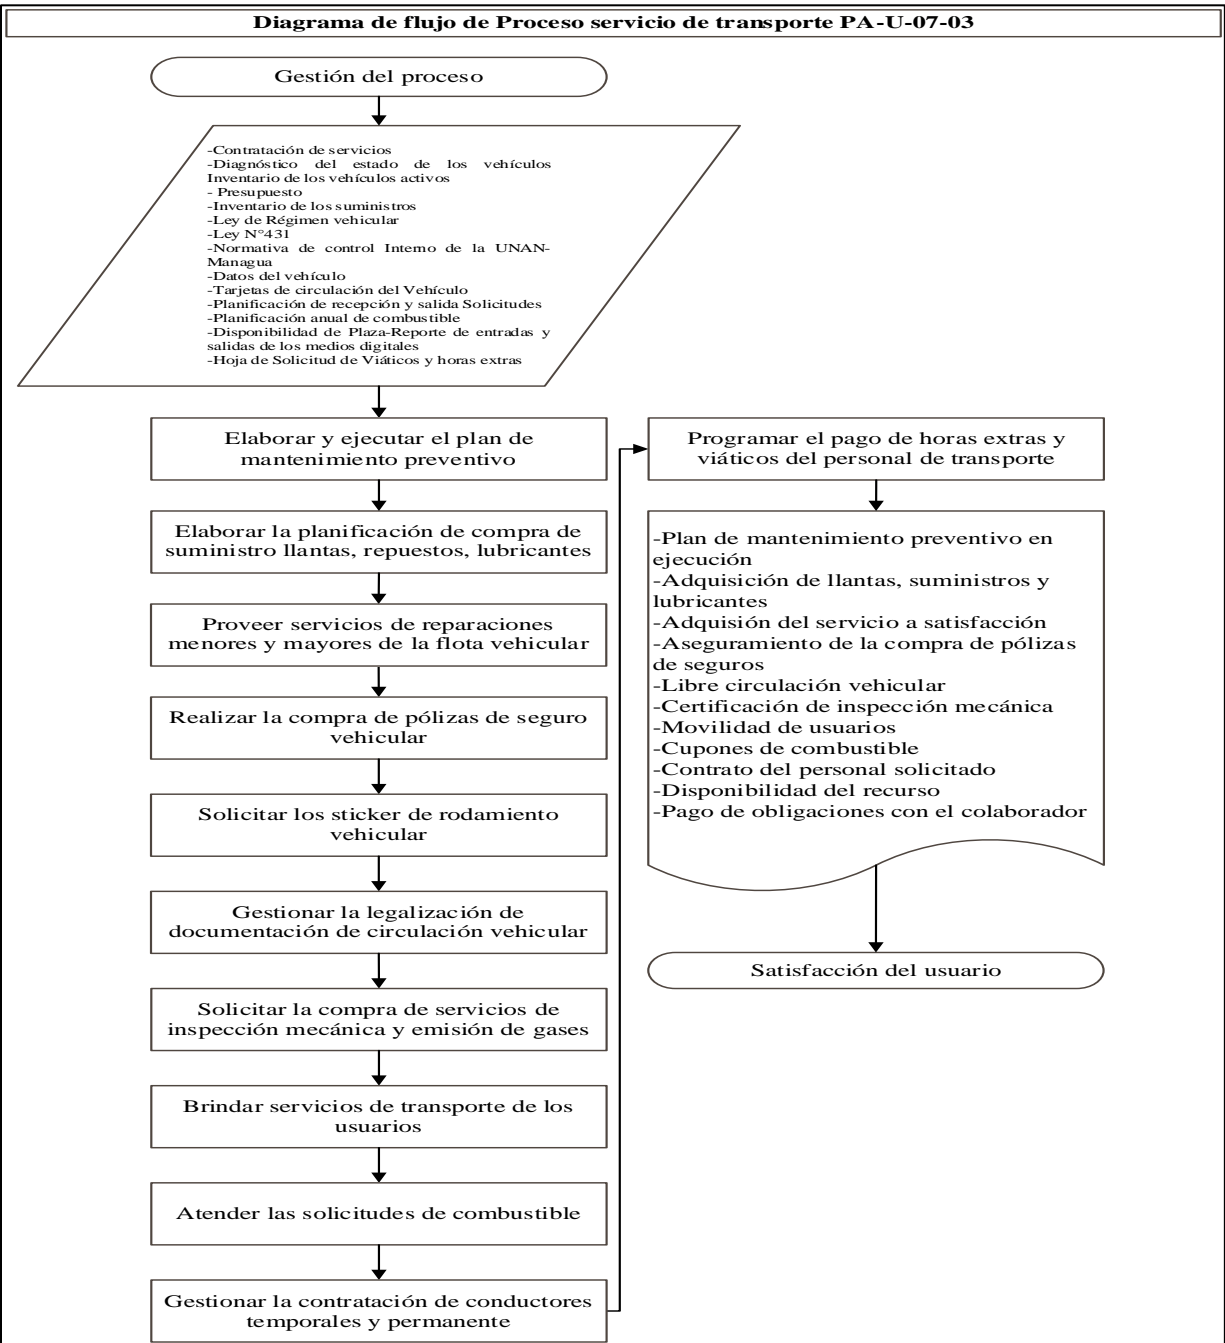 Diagrama de flujo de Proceso servicio de transporte PA-U-07-03
Gestión del proceso
-Contratación de servicios
-Diagnóstico del estado de los vehículos
Inventario de los vehículos activos
- Presupuesto
-Inventario de los suministros
-Ley de Régimen vehicular
-Ley N°431
-Normativa de control Interno de la UNAN-
Managua
-Datos del vehículo
-Tarjetas de circulación del Vehículo
-Planificación de recepción y salida Solicitudes
-Planificación anual de combustible
-Disponibilidad de Plaza-Reporte de entradas y
salidas de los medios digitales
-Hoja de Solicitud de Viáticos y horas extras
Elaborar y ejecutar el plan de
mantenimiento preventivo
Elaborar la planificación de compra de
suministro llantas, repuestos, lubricantes
Proveer servicios de reparaciones
menores y mayores de la flota vehicular
Realizar la compra de pólizas de seguro
vehicular
Solicitar los sticker de rodamiento
vehicular
Gestionar la legalización de
documentación de circulación vehicular
Solicitar la compra de servicios de
inspección mecánica y emisión de gases
Brindar servicios de transporte de los
usuarios
Atender las solicitudes de combustible
Gestionar la contratación de conductores
temporales y permanente
Programar el pago de horas extras y
viáticos del personal de transporte
-Plan de mantenimiento preventivo en
ejecución
-Adquisición de llantas, suministros y
lubricantes
-Adquisión del servicio a satisfacción
-Aseguramiento de la compra de pólizas
de seguros
-Libre circulación vehicular
-Certificación de inspección mecánica
-Movilidad de usuarios
-Cupones de combustible
-Contrato del personal solicitado
-Disponibilidad del recurso
-Pago de obligaciones con el colaborador
Satisfacción del usuario